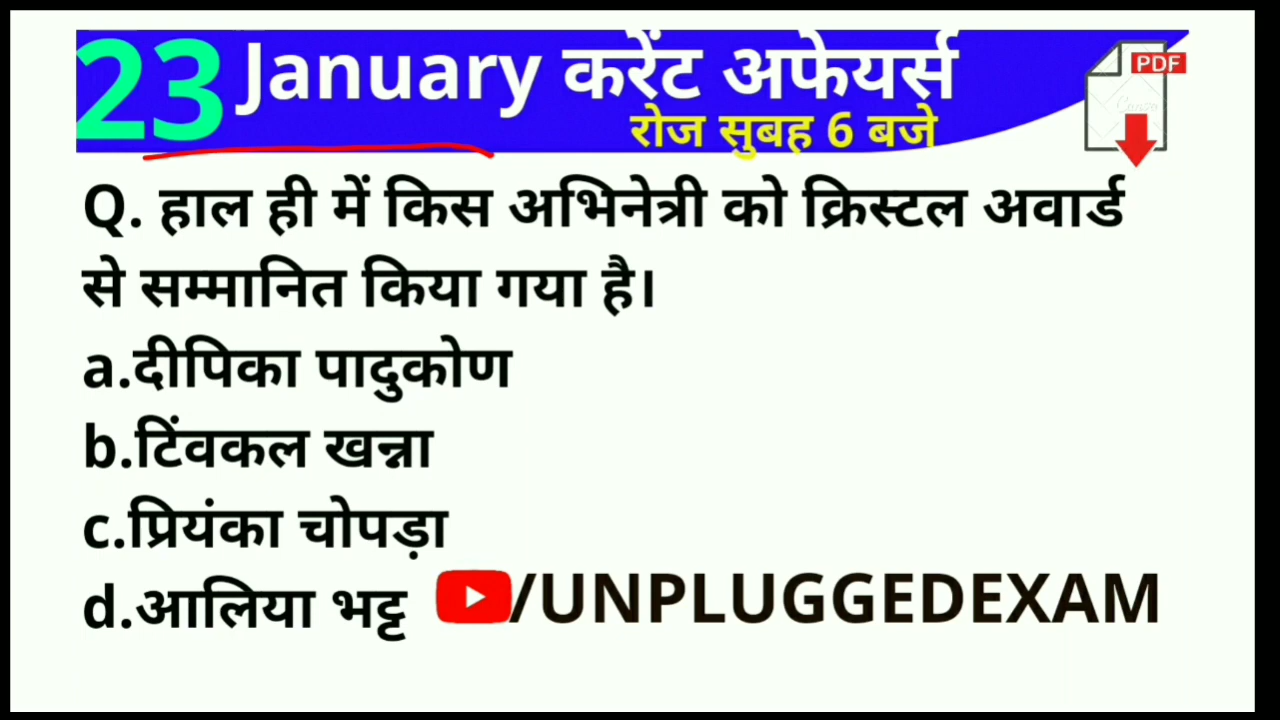 23 January करेंट अफेयर्स
रोज सुबह 6 बजे
PDF
Canva
Q. हाल ही में किस अभिनेत्री को क्रिस्टल अवार्ड
से सम्मानित किया गया है।
a.दीपिका पादुकोण
b.टिंवकल खन्ना
c.प्रियंका चोपड़ा
d.आलिया भट्ट
/UNPLUGGEDEXAM